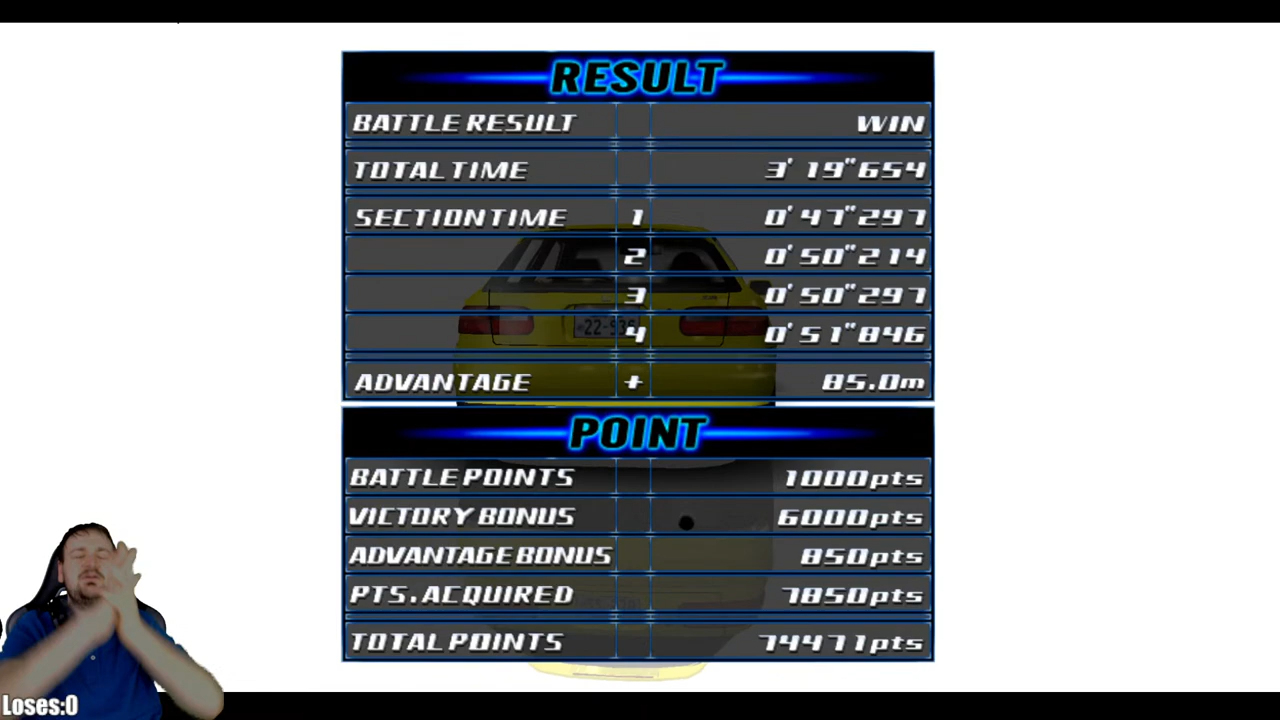 RESULT
BATTLE RESULT WIN
TOTAL TIME 3'19"654
SECTION TIME 1 0'47"297
2 0'50"214
3 0'50"297
4 0'51"846
ADVANTAGE + 85.0m
POINT
BATTLE POINTS 1000pts
VICTORY BONUS 6000pts
ADVANTAGE BONUS 850pts
PTS. ACQUIRED 7850pts
TOTAL POINTS 74471pts
Loses:0